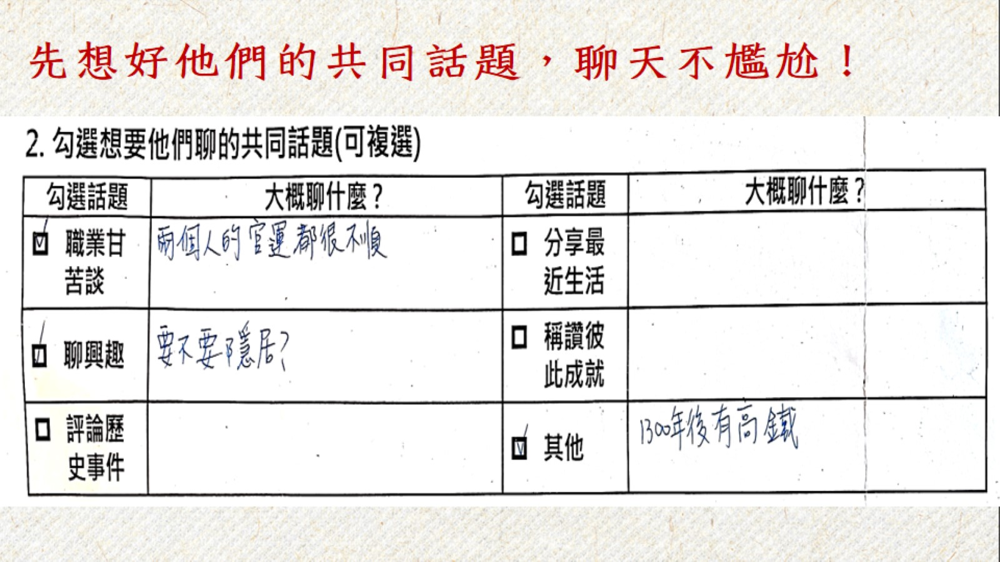 先想好他們的共同話題，聊天不尷尬！
2. 勾選想要他們聊的共同話題(可複選)
勾選話題 大概聊什麼？ 勾選話題 大概聊什麼？
職業甘
苦談
兩個人的官運都很不順
分享最
近生活
聊興趣
要不要隱居?
稱讚彼
此成就
評論歷
史事件
其他
1300年後有高鐵